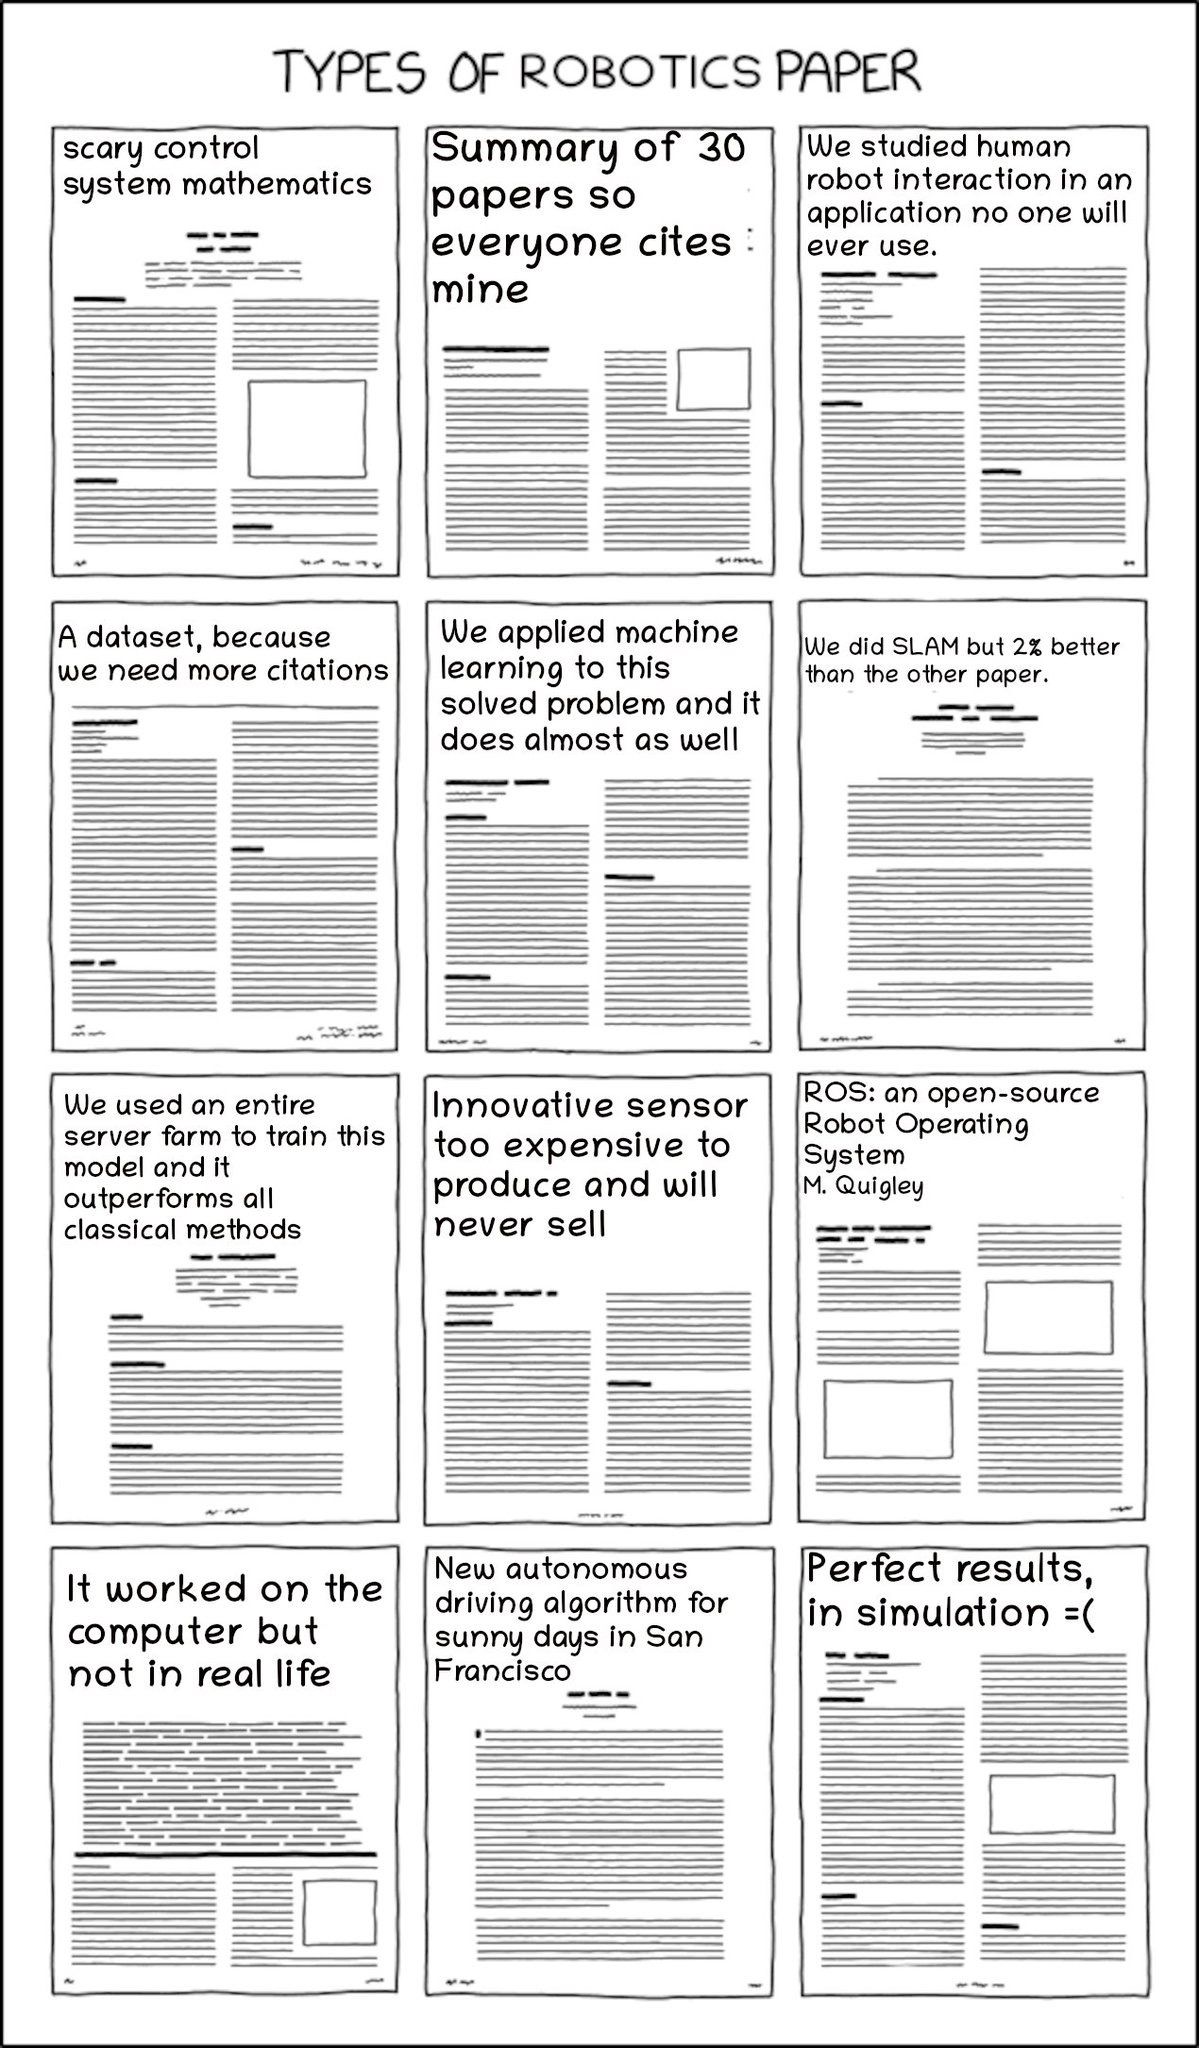 TYPES OF ROBOTICS PAPER
scary control
system mathematics
Summary of 30
papers so
everyone cites
mine
We studied human
robot interaction in an
application no one will
ever use.
A dataset, because
we need more citations
We applied machine
learning to this
solved problem and it
does almost as well
We did SLAM but 2% better
than the other paper.
We used an entire
server farm to train this
model and it
outperforms all
classical methods
Innovative sensor
too expensive to
produce and will
never sell
ROS: an open-source
Robot Operating
System
M. Quigley
It worked on the
computer but
not in real life
New autonomous
driving algorithm for
sunny days in San
Francisco
Perfect results,
in simulation =(